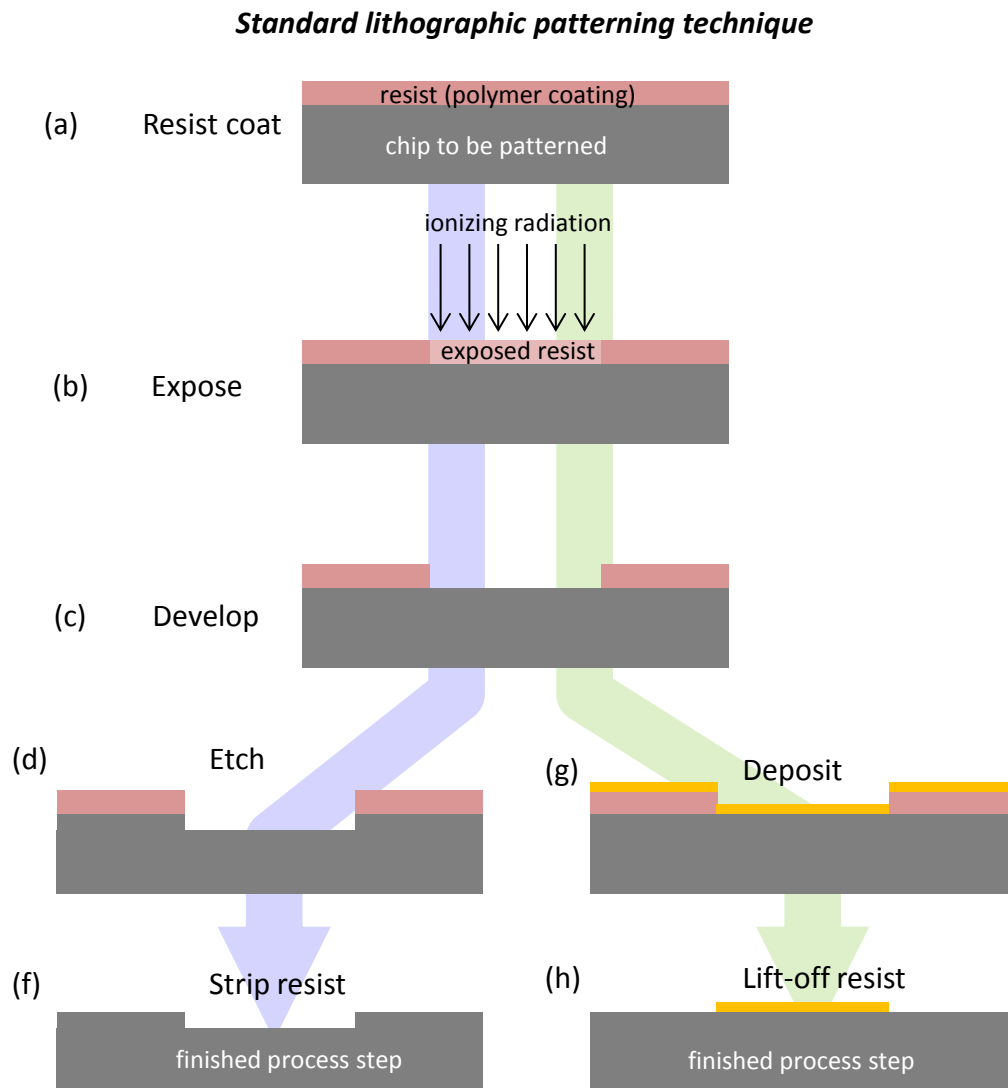 Standard lithographic patterning technique
resist (polymer coating)
(a) Resist coat
chip to be patterned
ionizing radiation
exposed resist
(b) Expose
(c) Develop
(d) Etch
(g) Deposit
(f) Strip resist
(h) Lift-off resist
finished process step
finished process step